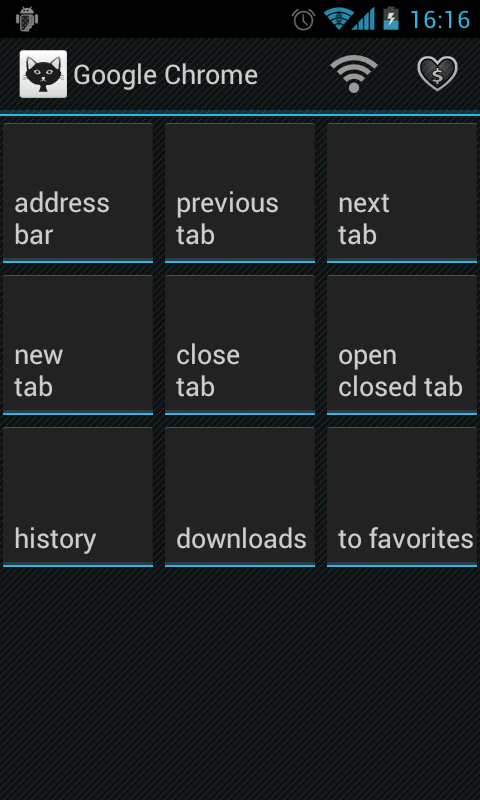 16:16
Google Chrome
$
address
bar
previous
tab
next
tab
new
tab
close
tab
open
closed tab
history
downloads
to favorites